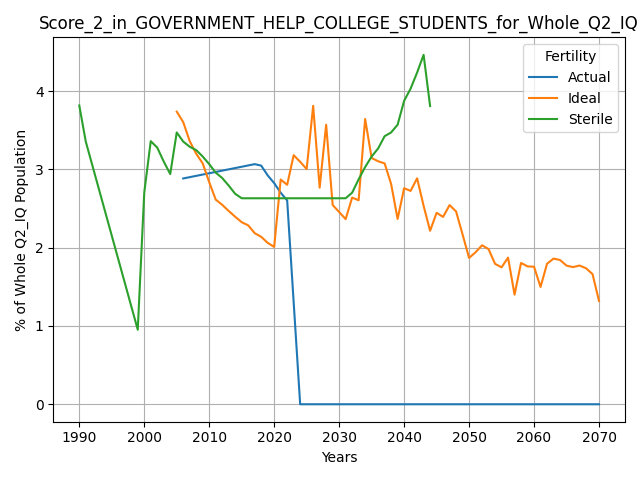 Score_2_in_GOVERNMENT_HELP_COLLEGE_STUDENTS_for_Whole_Q2_IQ
Fertility
Actual
Ideal
Sterile
% of Whole Q2_IQ Population
4
3
2
1
0
1990 2000 2010 2020 2030 2040 2050 2060 2070
Years